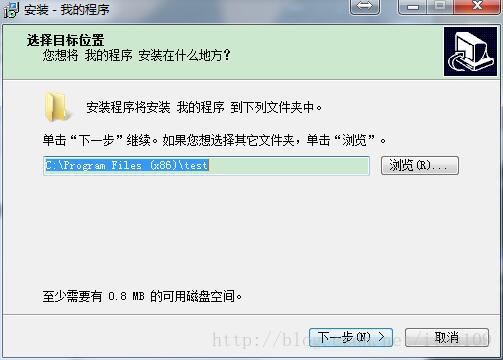 安装 - 我的程序
选择目标位置
您想将 我的程序 安装在什么地方？
安装程序将安装 我的程序 到下列文件夹中。
单击“下一步”继续。如果您想选择其它文件夹，单击“浏览”。
C:\Program Files (x86)\test
浏览(R)...
至少需要有 0.8 MB 的可用磁盘空间。
下一步(N) >
取消